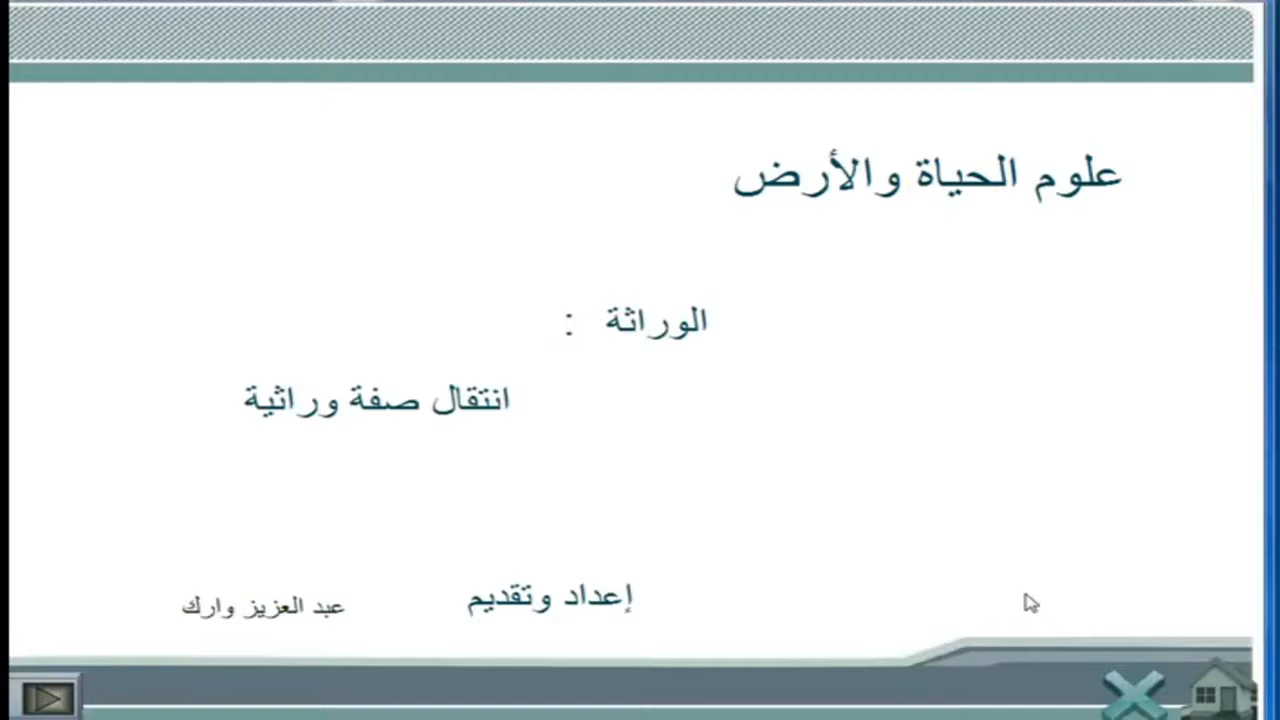 علوم الحياة والأرض
الوراثة :
انتقال صفة وراثية
إعداد وتقديم عبد العزيز وارك